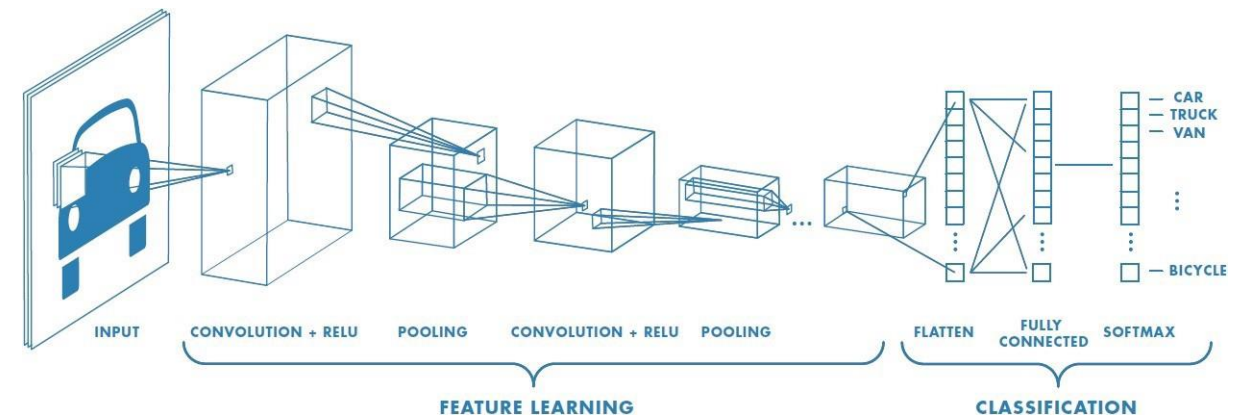 CAR
TRUCK
VAN
BICYCLE
INPUT
CONVOLUTION + RELU
POOLING
CONVOLUTION + RELU
POOLING
FLATTEN
FULLY
CONNECTED
SOFTMAX
FEATURE LEARNING
CLASSIFICATION